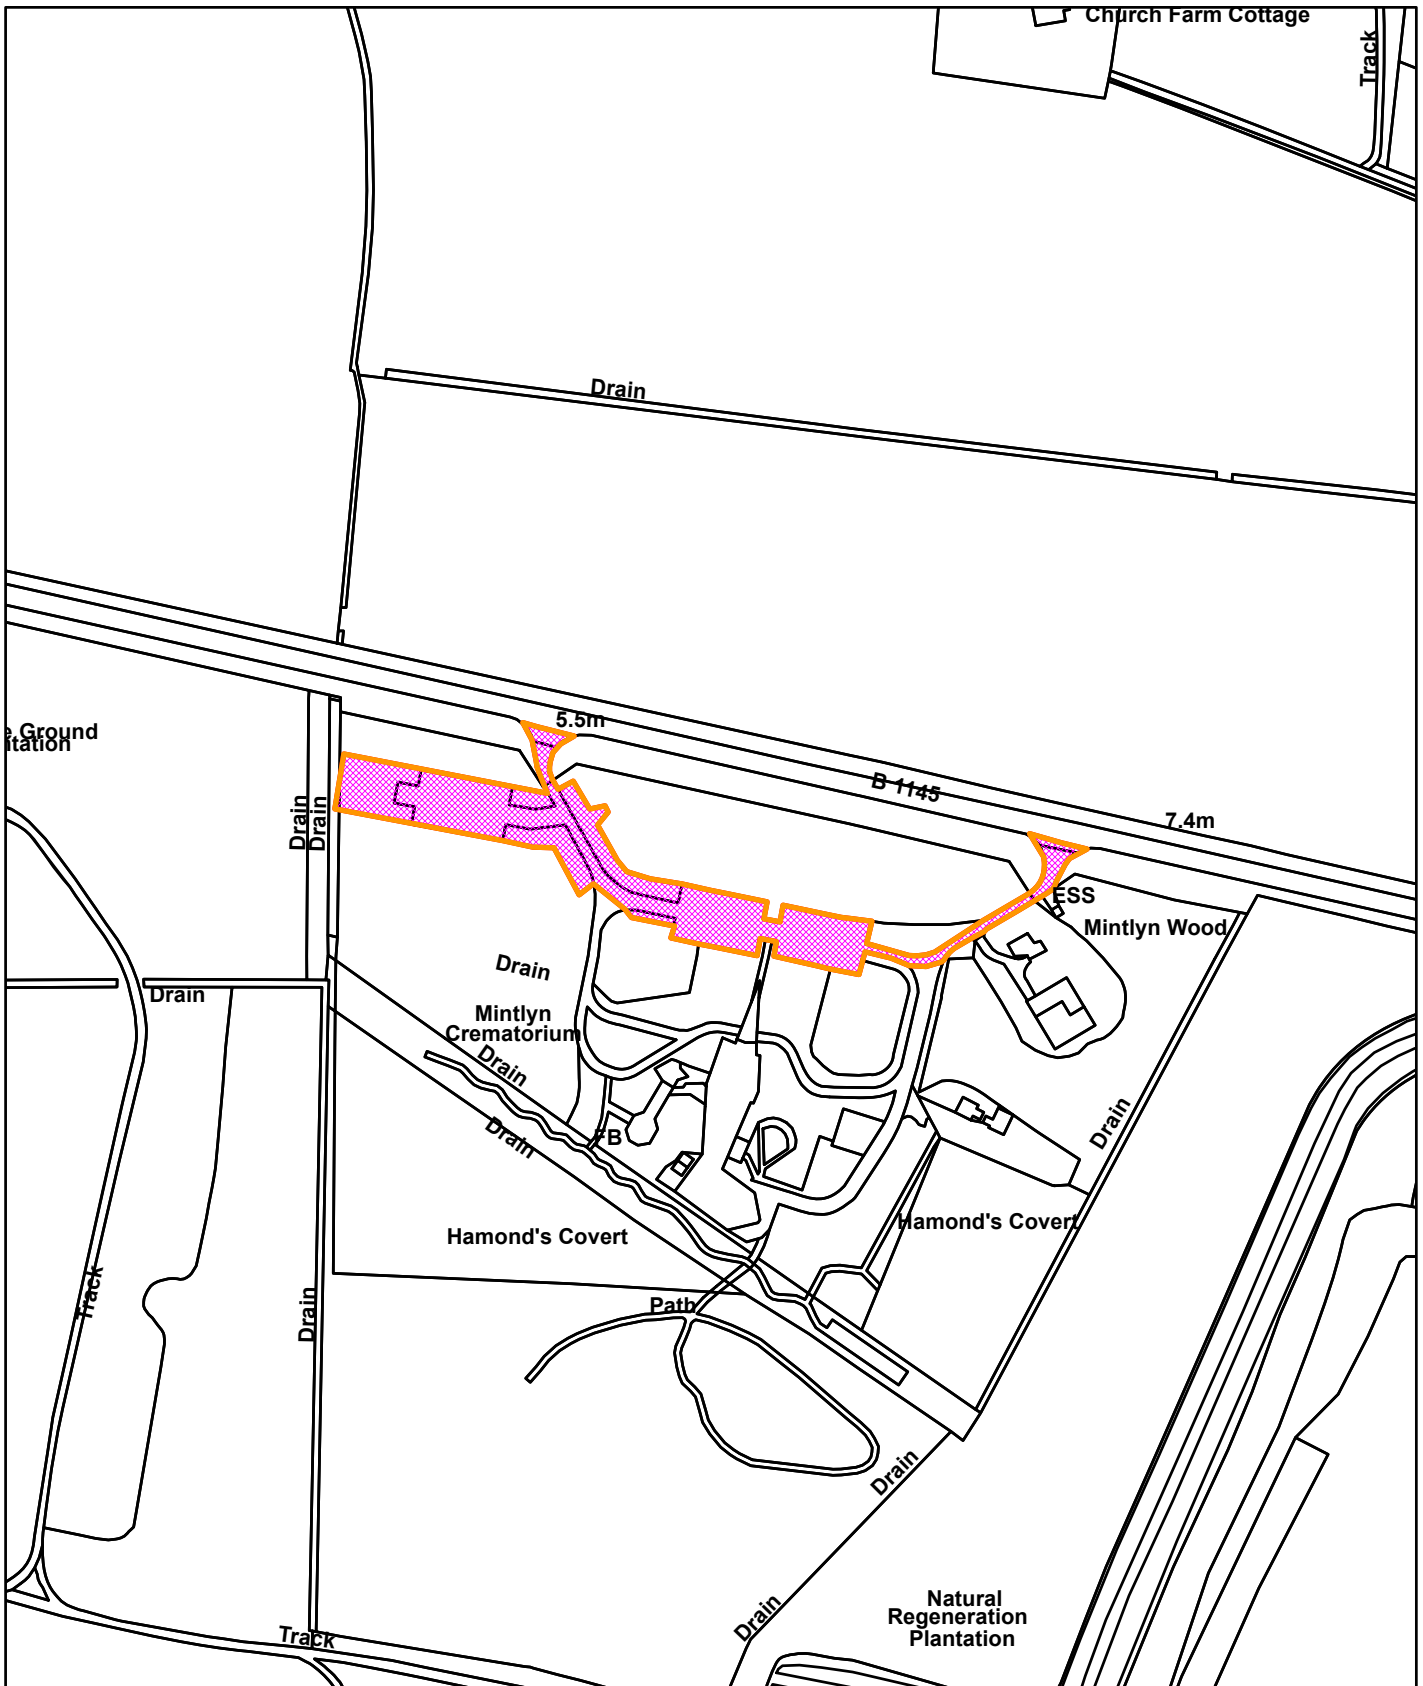 Church Farm Cottage
Track
Drain
5.5m
e Ground
ntation
B 1145
7.4m
Drain
Drain
ESS
Mintlyn Wood
Drain
Drain
Mintlyn
Crematorium
Drain
Drain
FB
Drain
Hamond's Covert
Hamond's Covert
Track
Drain
Path
Drain
Drain
Natural
Regeneration
Plantation
Track